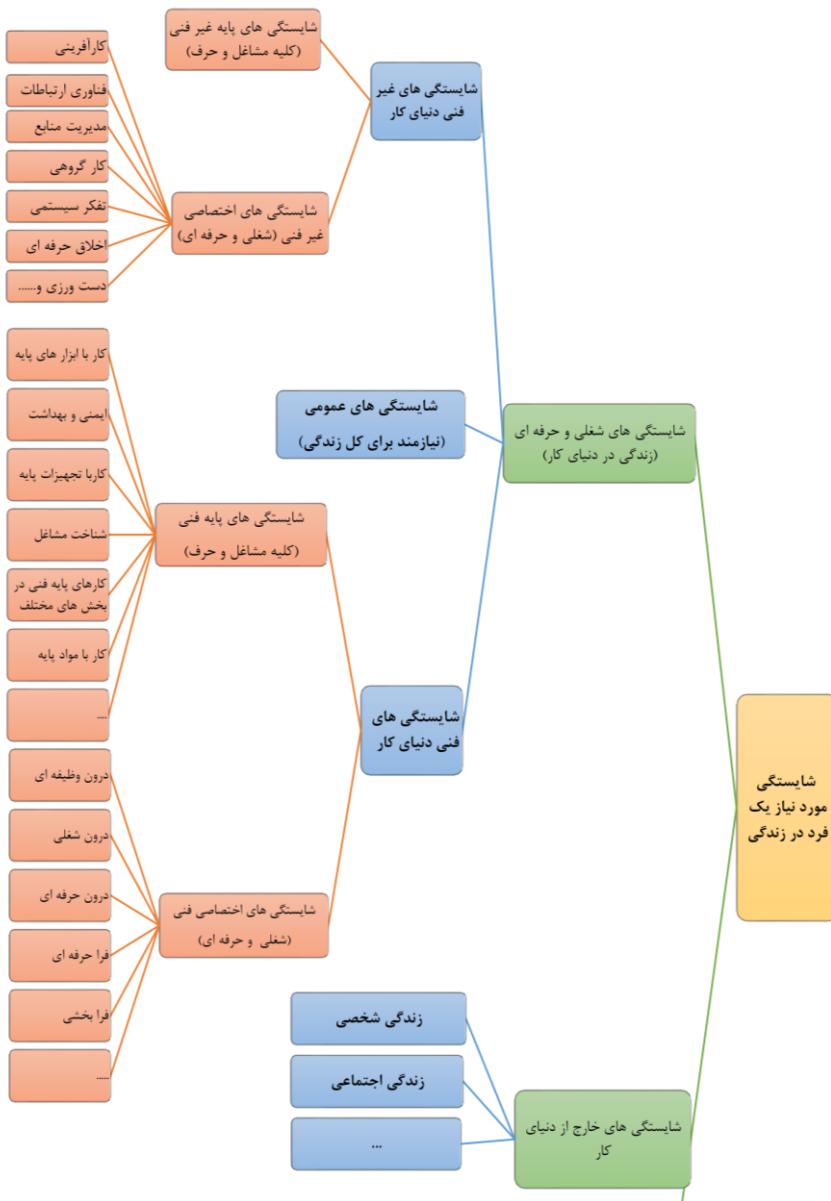 شایستگی
مورد نیاز یک
فرد در زندگی
شایستگی های شغلی و حرفه ای
(زندگی در دنیای کار)
شایستگی های غیر
فنی دنیای کار
شایستگی های پایه غیر فنی
(کلیه مشاغل و حرف)
شایستگی های اختصاصی
غیر فنی (شغلی و حرفه ای)
کارآفرینی
فناوری ارتباطات
مدیریت منابع
کار گروهی
تفکر سیستمی
اخلاق حرفه ای
دست ورزی و......
شایستگی های عمومی
(نیازمند برای کل زندگی)
شایستگی های
فنی دنیای کار
شایستگی های پایه فنی
(کلیه مشاغل و حرف)
کار با ابزار های پایه
ایمنی و بهداشت
کاربا تجهیزات پایه
شناخت مشاغل
کارهای پایه فنی در
بخش های مختلف
کار با مواد پایه
....
شایستگی های اختصاصی فنی
(شغلی و حرفه ای)
درون وظیفه ای
درون شغلی
درون حرفه ای
فرا حرفه ای
فرا بخشی
.....
شایستگی های خارج از دنیای
کار
زندگی شخصی
زندگی اجتماعی
...